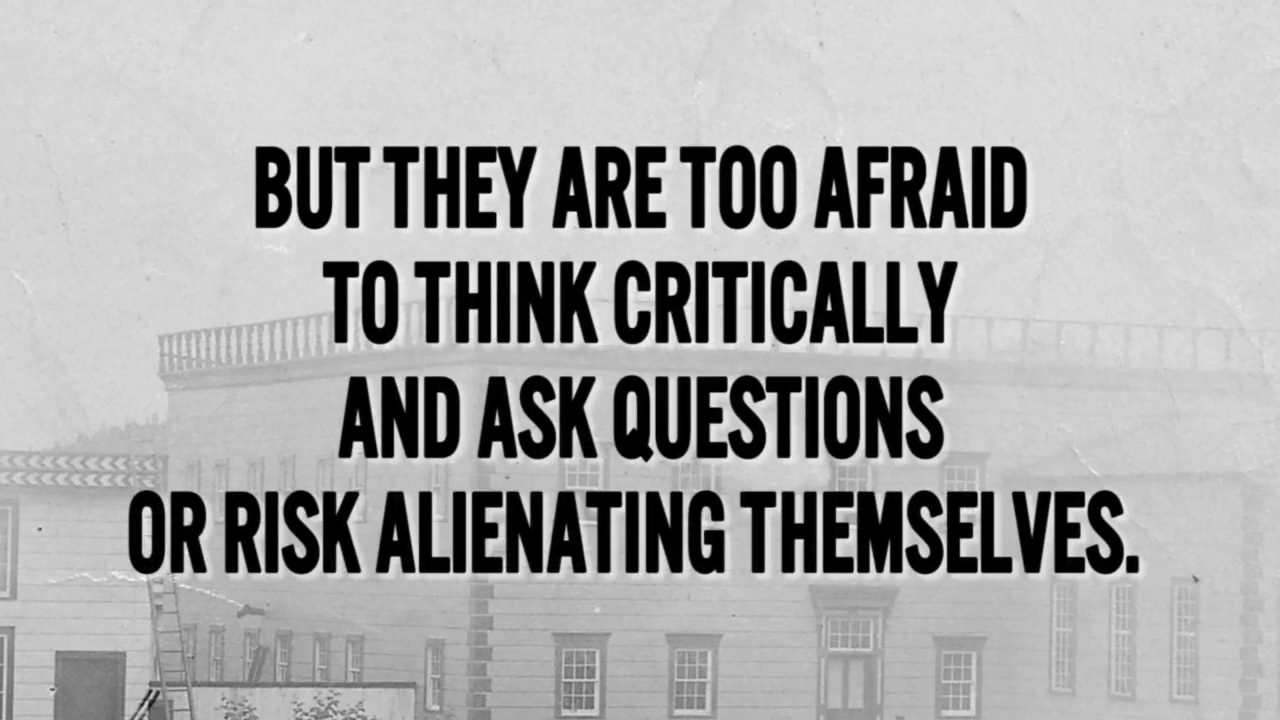 BUT THEY ARE TOO AFRAID
TO THINK CRITICALLY
AND ASK QUESTIONS
OR RISK ALIENATING THEMSELVES.